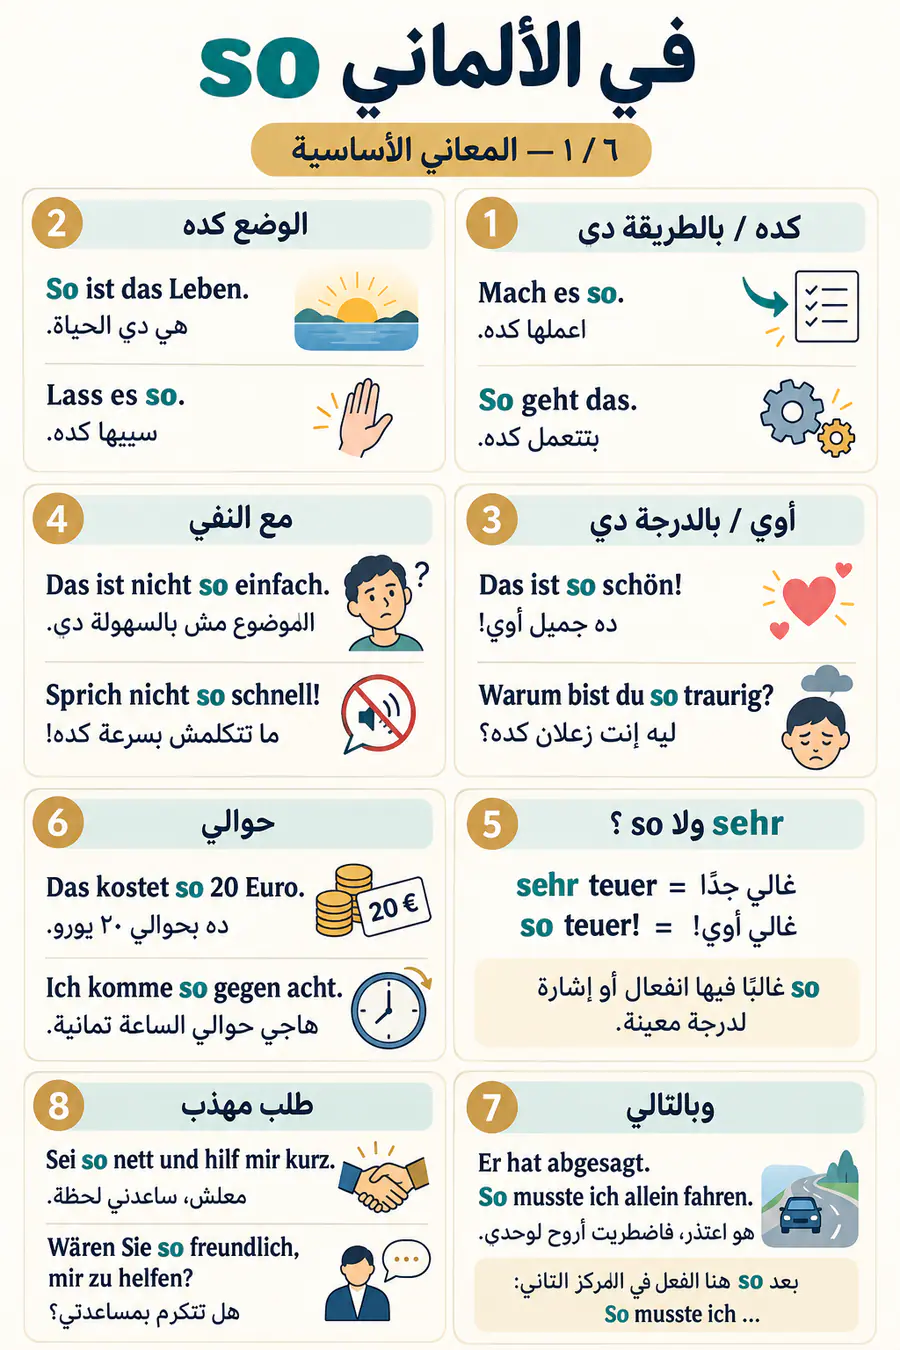 so في الألماني
١ / ٦ — المعاني الأساسية
1
كده / بالطريقة دي
Mach es so.
اعملها كده.
So geht das.
بتتعمل كده.
2
الوضع كده
So ist das Leben.
هي دي الحياة.
Lass es so.
سيبها كده.
3
أوي / بالدرجة دي
Das ist so schön!
ده جميل أوي!
Warum bist du so traurig?
ليه إنت زعلان كده؟
4
مع النفي
Das ist nicht so einfach.
الموضوع مش بالسهولة دي.
?
Sprich nicht so schnell!
ما تتكلمش بسرعة كده!
5
sehr ولا so ؟
sehr teuer = غالي جدًا
so teuer! = غالي أوي!
so غالبًا فيها انفعال أو إشارة
لدرجة معينة.
6
حوالي
Das kostet so 20 Euro.
ده بحوالي ٢٠ يورو.
20 €
Ich komme so gegen acht.
هاجي حوالي الساعة تمانية.
7
وبالتالي
Er hat abgesagt.
So musste ich allein fahren.
هو اعتذر، فاضطريت أروح لوحدي.
بعد so هنا الفعل في المركز التاني:
So musste ich ...
8
طلب مهذب
Sei so nett und hilf mir kurz.
معلش، ساعدني لحظة.
Wären Sie so freundlich,
mir zu helfen?
هل تتكرم بمساعدتي؟